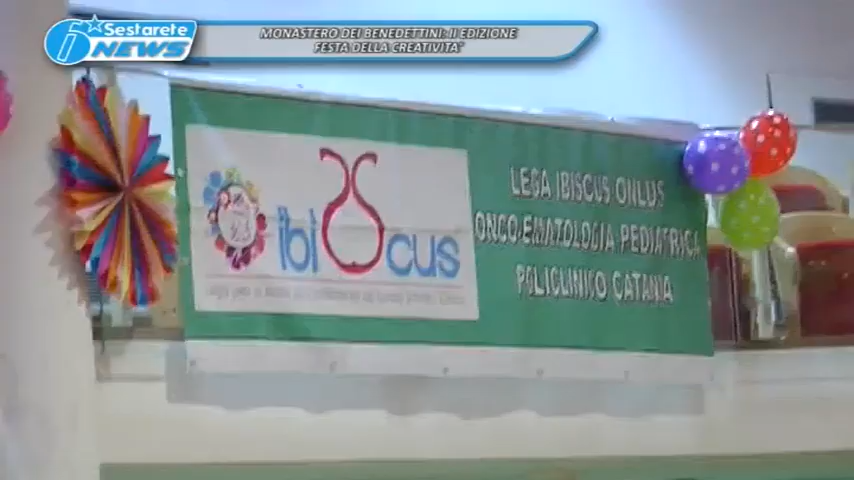 Sestarete
6 NEWS
MONASTERO DEI BENEDETTINI: II EDIZIONE
FESTA DELLA CREATIVITA'
ibiscus
LEGA IBISCUS ONLUS
ONCO-EMATOLOGIA PEDIATRICA
POLICLINICO CATANIA